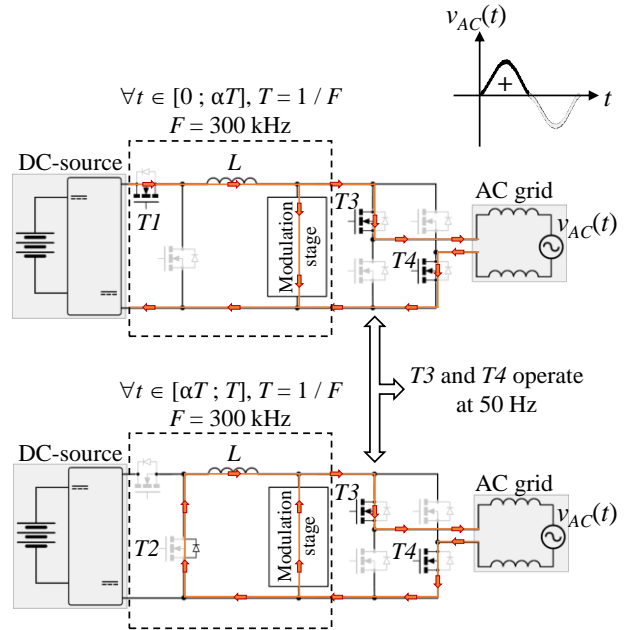 v_AC(t)
+
t
∀t ∈ [0 ; αT], T = 1 / F
F = 300 kHz
DC-source
L
T1
Modulation
stage
T3
T4
AC grid
v_AC(t)
T3 and T4 operate
at 50 Hz
∀t ∈ [αT ; T], T = 1 / F
F = 300 kHz
DC-source
L
T2
Modulation
stage
T3
T4
AC grid
v_AC(t)